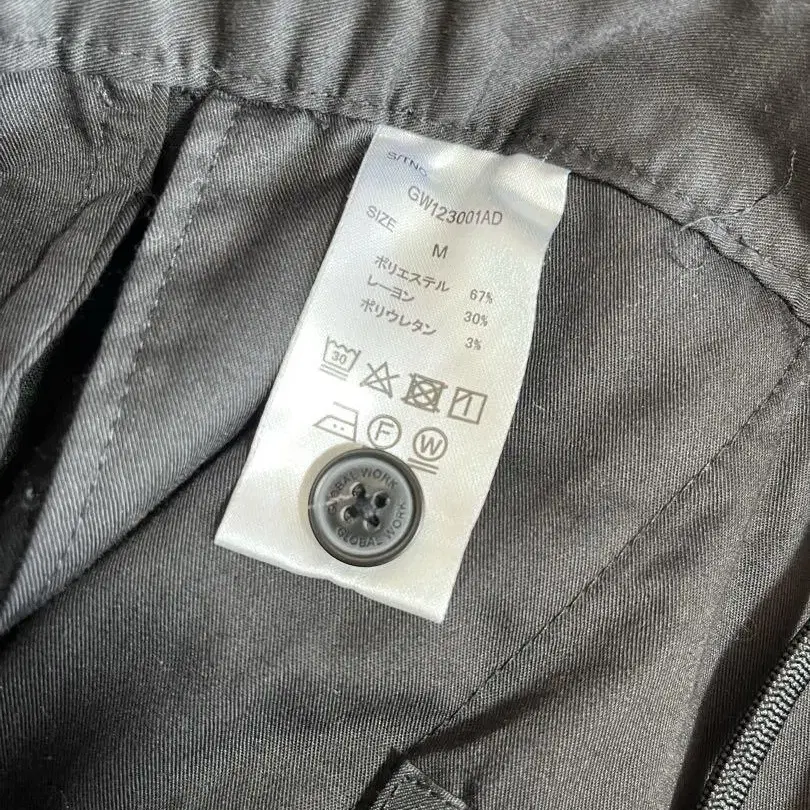 S/TNO
GW123001AD
SIZE
M
ポリエステル 67%
レーヨン 30%
ポリウレタン 3%
30
F
W
GLOBAL WORK
GLOBAL WORK